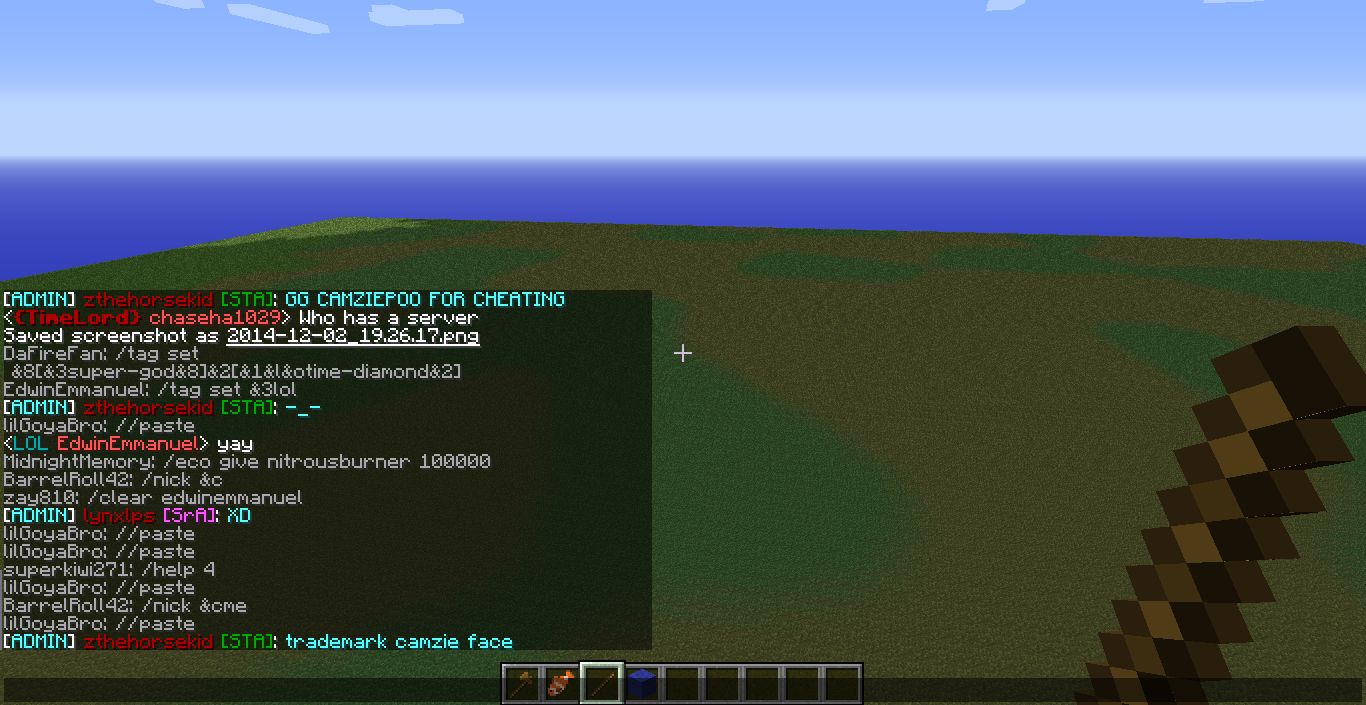 [ADMIN] zthehorsekid [STA]: GG CAMZIEPOO FOR CHEATING
<{TimeLord} chaseha1029> Who has a server
Saved screenshot as 2014-12-02_19.26.17.png
DaFireFan: /tag set
&8[&3super-god&8]&2[&1&l&otime-diamond&2]
EdwinEmmanuel: /tag set &3lol
[ADMIN] zthehorsekid [STA]: -_-
lilGoyaBro: //paste
<LOL EdwinEmmanuel> yay
MidnightMemory: /eco give nitrousburner 100000
BarrelRoll42: /nick &c
zay810: /clear edwinemmanuel
[ADMIN] lynxlps [SrA]: XD
lilGoyaBro: //paste
lilGoyaBro: //paste
superkiwi271: /help 4
lilGoyaBro: //paste
BarrelRoll42: /nick &cme
lilGoyaBro: //paste
[ADMIN] zthehorsekid [STA]: trademark camzie face